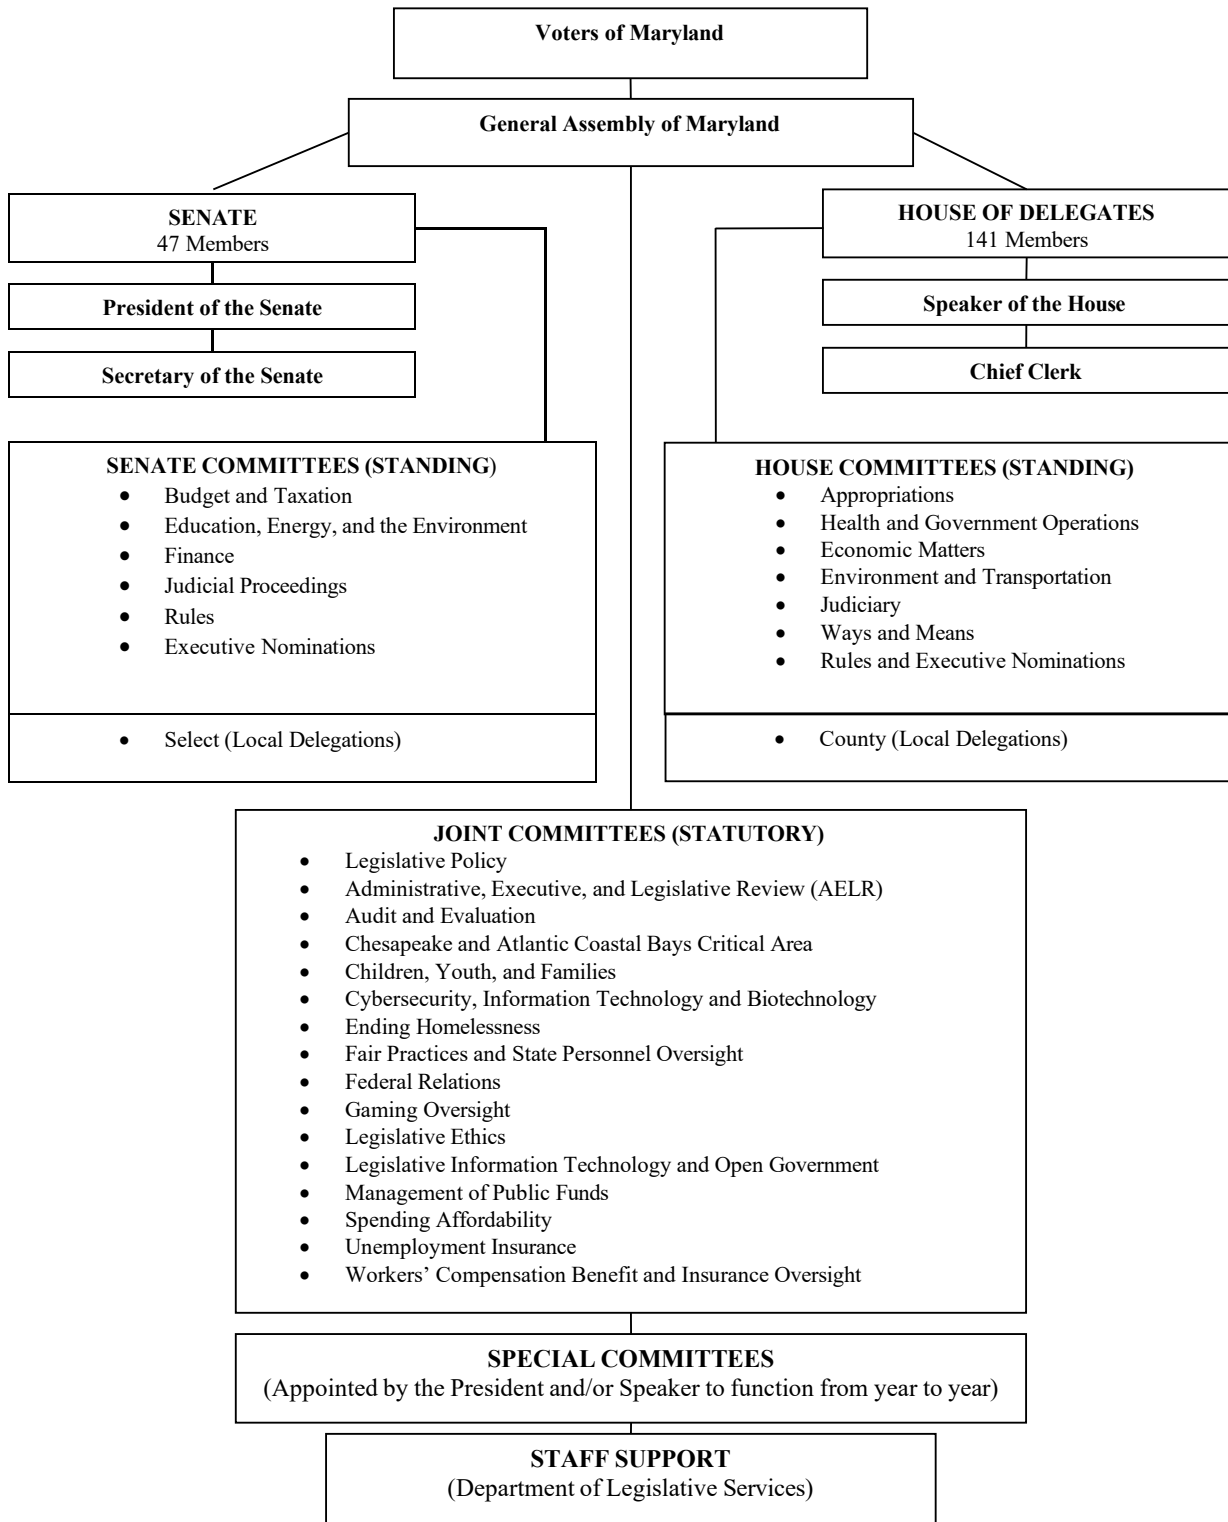 Voters of Maryland
General Assembly of Maryland
SENATE
47 Members
President of the Senate
Secretary of the Senate
HOUSE OF DELEGATES
141 Members
Speaker of the House
Chief Clerk
SENATE COMMITTEES (STANDING)
• Budget and Taxation
• Education, Energy, and the Environment
• Finance
• Judicial Proceedings
• Rules
• Executive Nominations
• Select (Local Delegations)
HOUSE COMMITTEES (STANDING)
• Appropriations
• Health and Government Operations
• Economic Matters
• Environment and Transportation
• Judiciary
• Ways and Means
• Rules and Executive Nominations
• County (Local Delegations)
JOINT COMMITTEES (STATUTORY)
• Legislative Policy
• Administrative, Executive, and Legislative Review (AELR)
• Audit and Evaluation
• Chesapeake and Atlantic Coastal Bays Critical Area
• Children, Youth, and Families
• Cybersecurity, Information Technology and Biotechnology
• Ending Homelessness
• Fair Practices and State Personnel Oversight
• Federal Relations
• Gaming Oversight
• Legislative Ethics
• Legislative Information Technology and Open Government
• Management of Public Funds
• Spending Affordability
• Unemployment Insurance
• Workers’ Compensation Benefit and Insurance Oversight
SPECIAL COMMITTEES
(Appointed by the President and/or Speaker to function from year to year)
STAFF SUPPORT
(Department of Legislative Services)